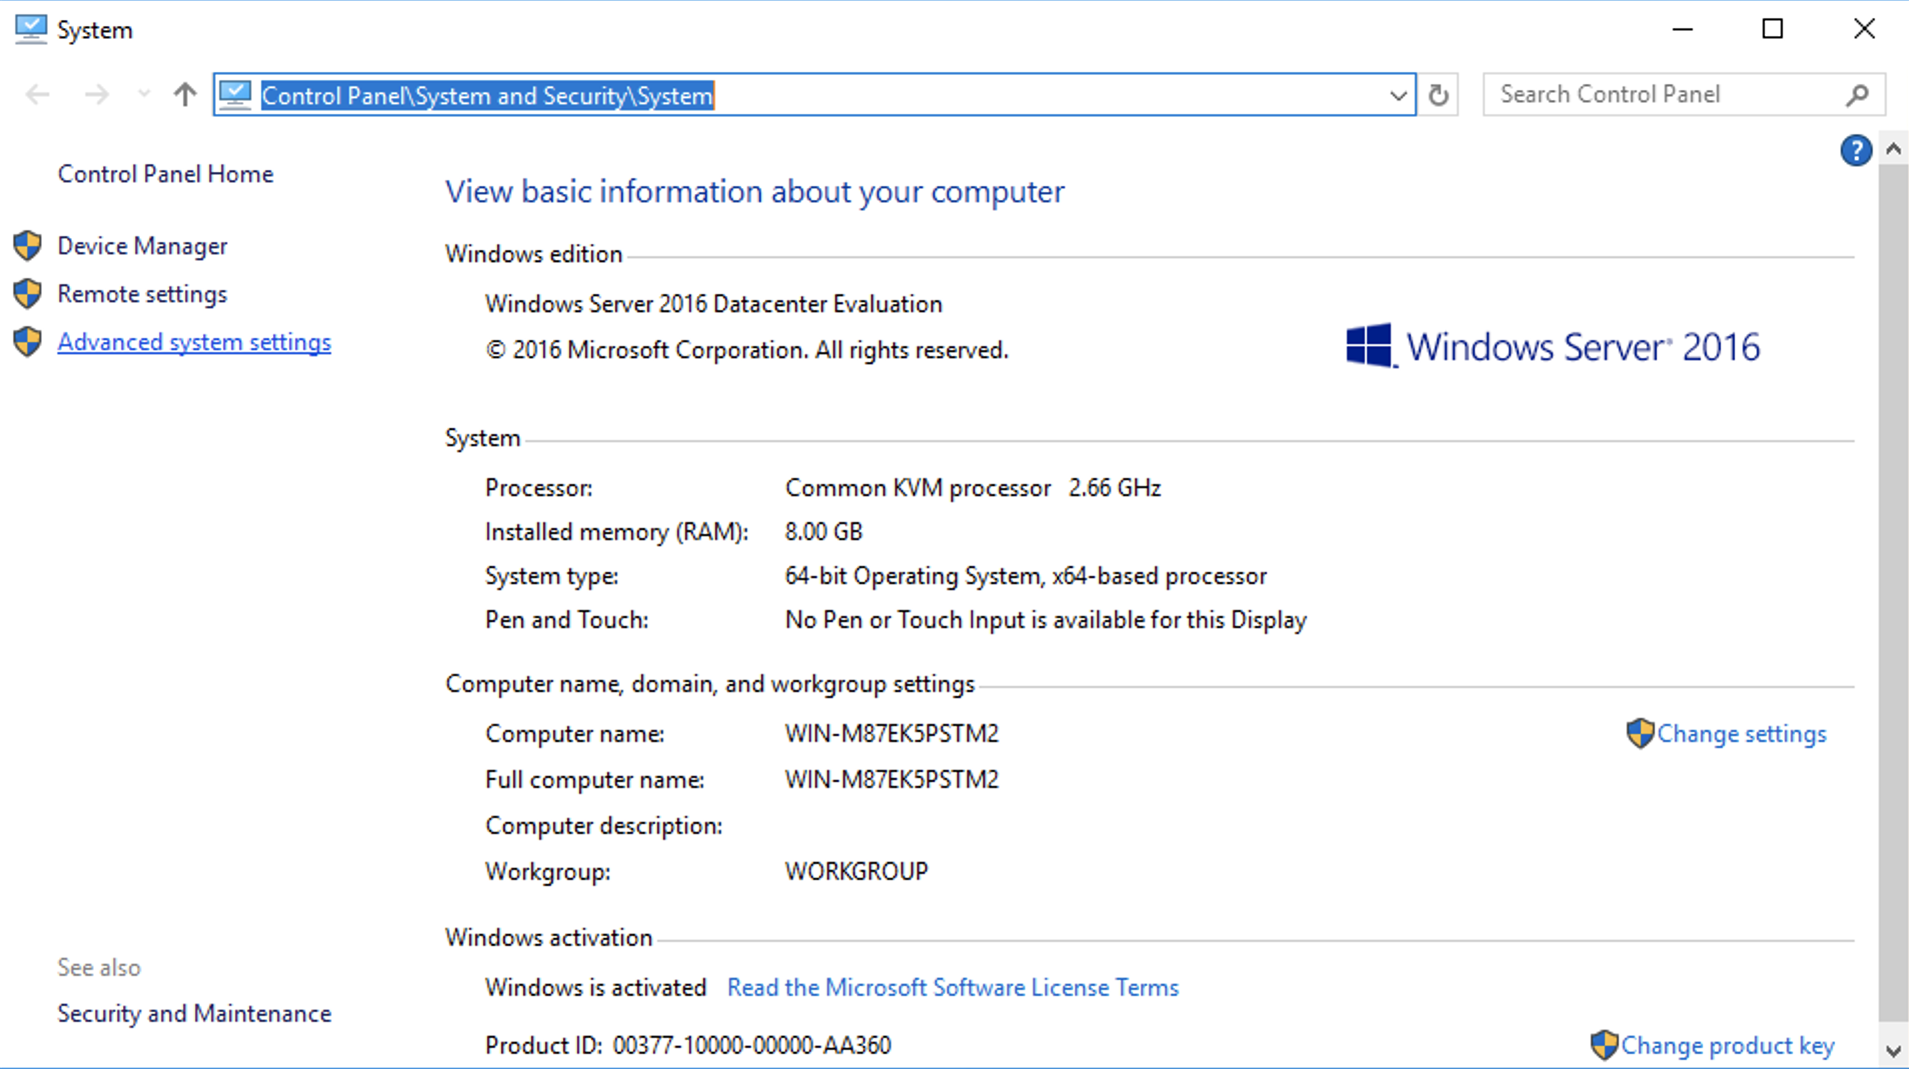 System
Control Panel\System and Security\System
Search Control Panel
?
Control Panel Home
Device Manager
Remote settings
Advanced system settings
View basic information about your computer
Windows edition
Windows Server 2016 Datacenter Evaluation
© 2016 Microsoft Corporation. All rights reserved.
Windows Server® 2016
System
Processor: Common KVM processor 2.66 GHz
Installed memory (RAM): 8.00 GB
System type: 64-bit Operating System, x64-based processor
Pen and Touch: No Pen or Touch Input is available for this Display
Computer name, domain, and workgroup settings
Computer name: WIN-M87EK5PSTM2 Change settings
Full computer name: WIN-M87EK5PSTM2
Computer description:
Workgroup: WORKGROUP
Windows activation
Windows is activated Read the Microsoft Software License Terms
Product ID: 00377-10000-00000-AA360 Change product key
See also
Security and Maintenance